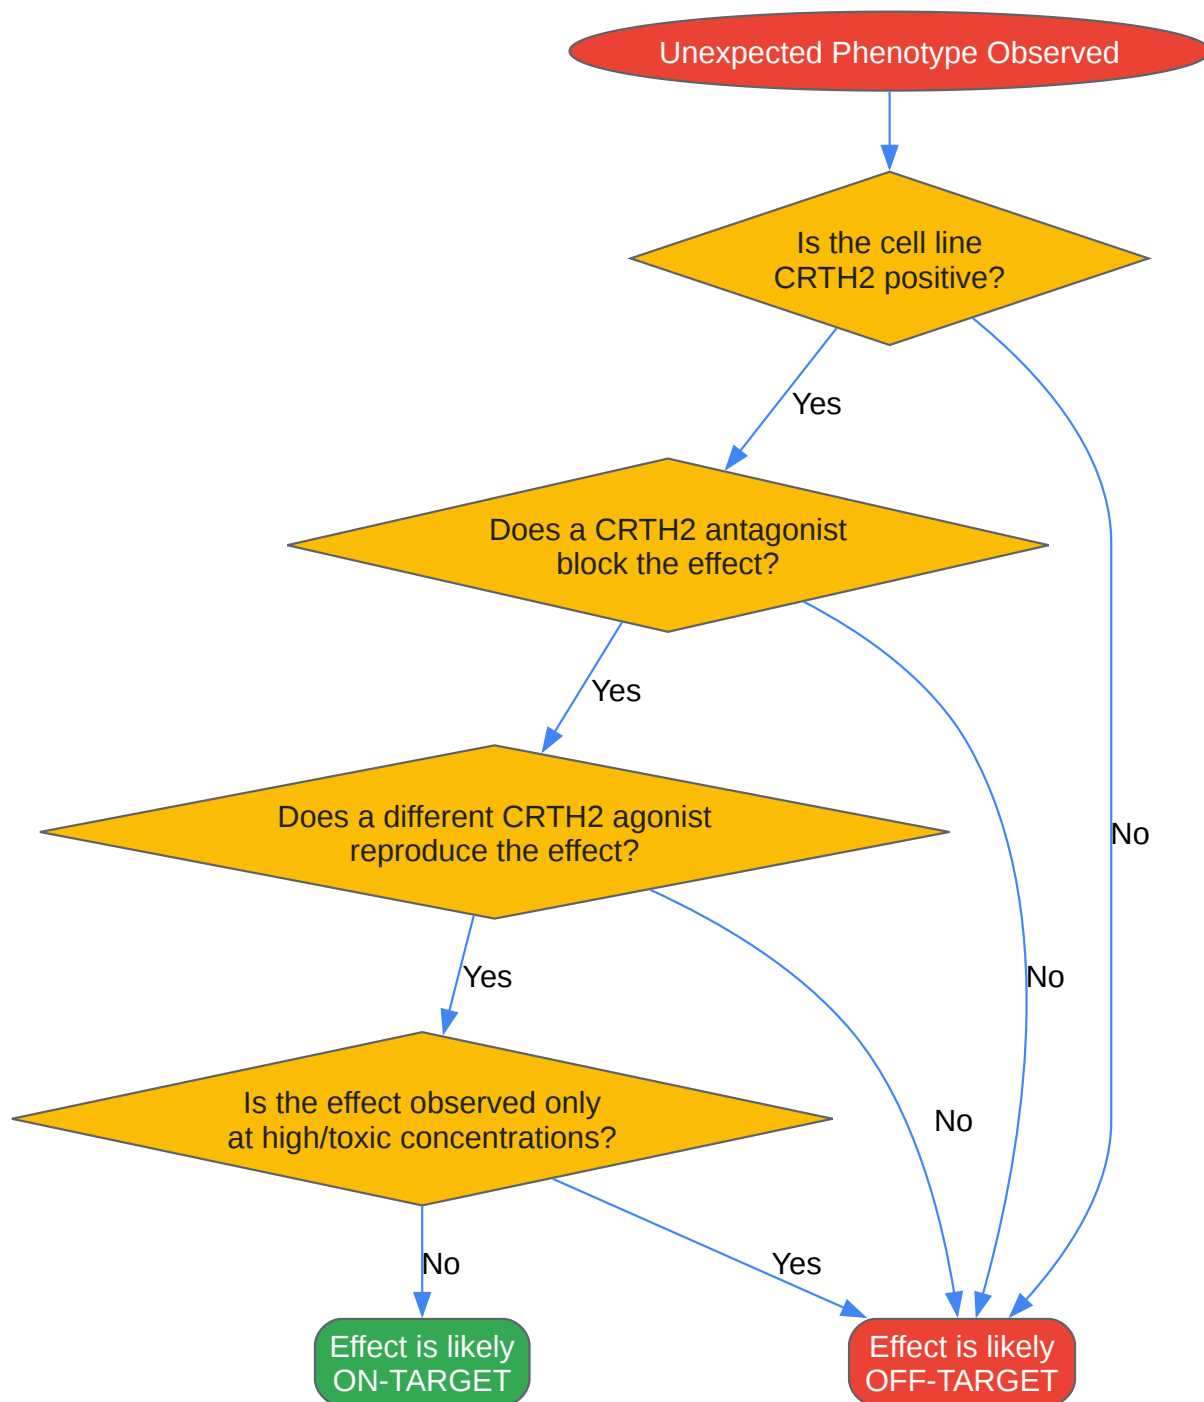 Unexpected Phenotype Observed
Is the cell line
CRTH2 positive?
Yes
Does a CRTH2 antagonist
block the effect?
Yes
Does a different CRTH2 agonist
reproduce the effect?
No
Yes
No
Is the effect observed only
at high/toxic concentrations?
No
No
Yes
Effect is likely
ON-TARGET
Effect is likely
OFF-TARGET